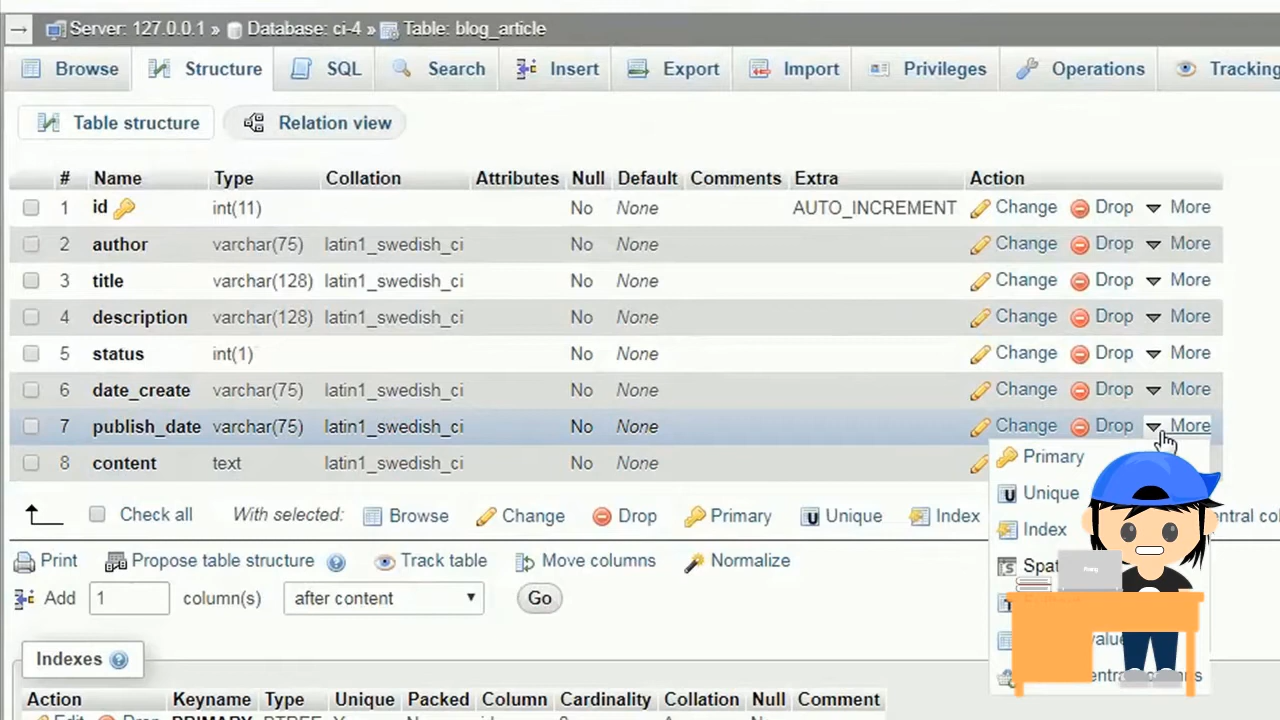 Server: 127.0.0.1 » Database: ci-4 » Table: blog_article
Browse Structure SQL Search Insert Export Import Privileges Operations Tracking
Table structure Relation view
# Name Type Collation Attributes Null Default Comments Extra Action
1 id int(11) No None AUTO_INCREMENT Change Drop More
2 author varchar(75) latin1_swedish_ci No None Change Drop More
3 title varchar(128) latin1_swedish_ci No None Change Drop More
4 description varchar(128) latin1_swedish_ci No None Change Drop More
5 status int(1) No None Change Drop More
6 date_create varchar(75) latin1_swedish_ci No None Change Drop More
7 publish_date varchar(75) latin1_swedish_ci No None Change Drop More
8 content text latin1_swedish_ci No None
Primary
Unique
Index
Spat
Check all With selected: Browse Change Drop Primary Unique Index
Print Propose table structure Track table Move columns Normalize
Add 1 column(s) after content Go
Indexes
Action Keyname Type Unique Packed Column Cardinality Collation Null Comment